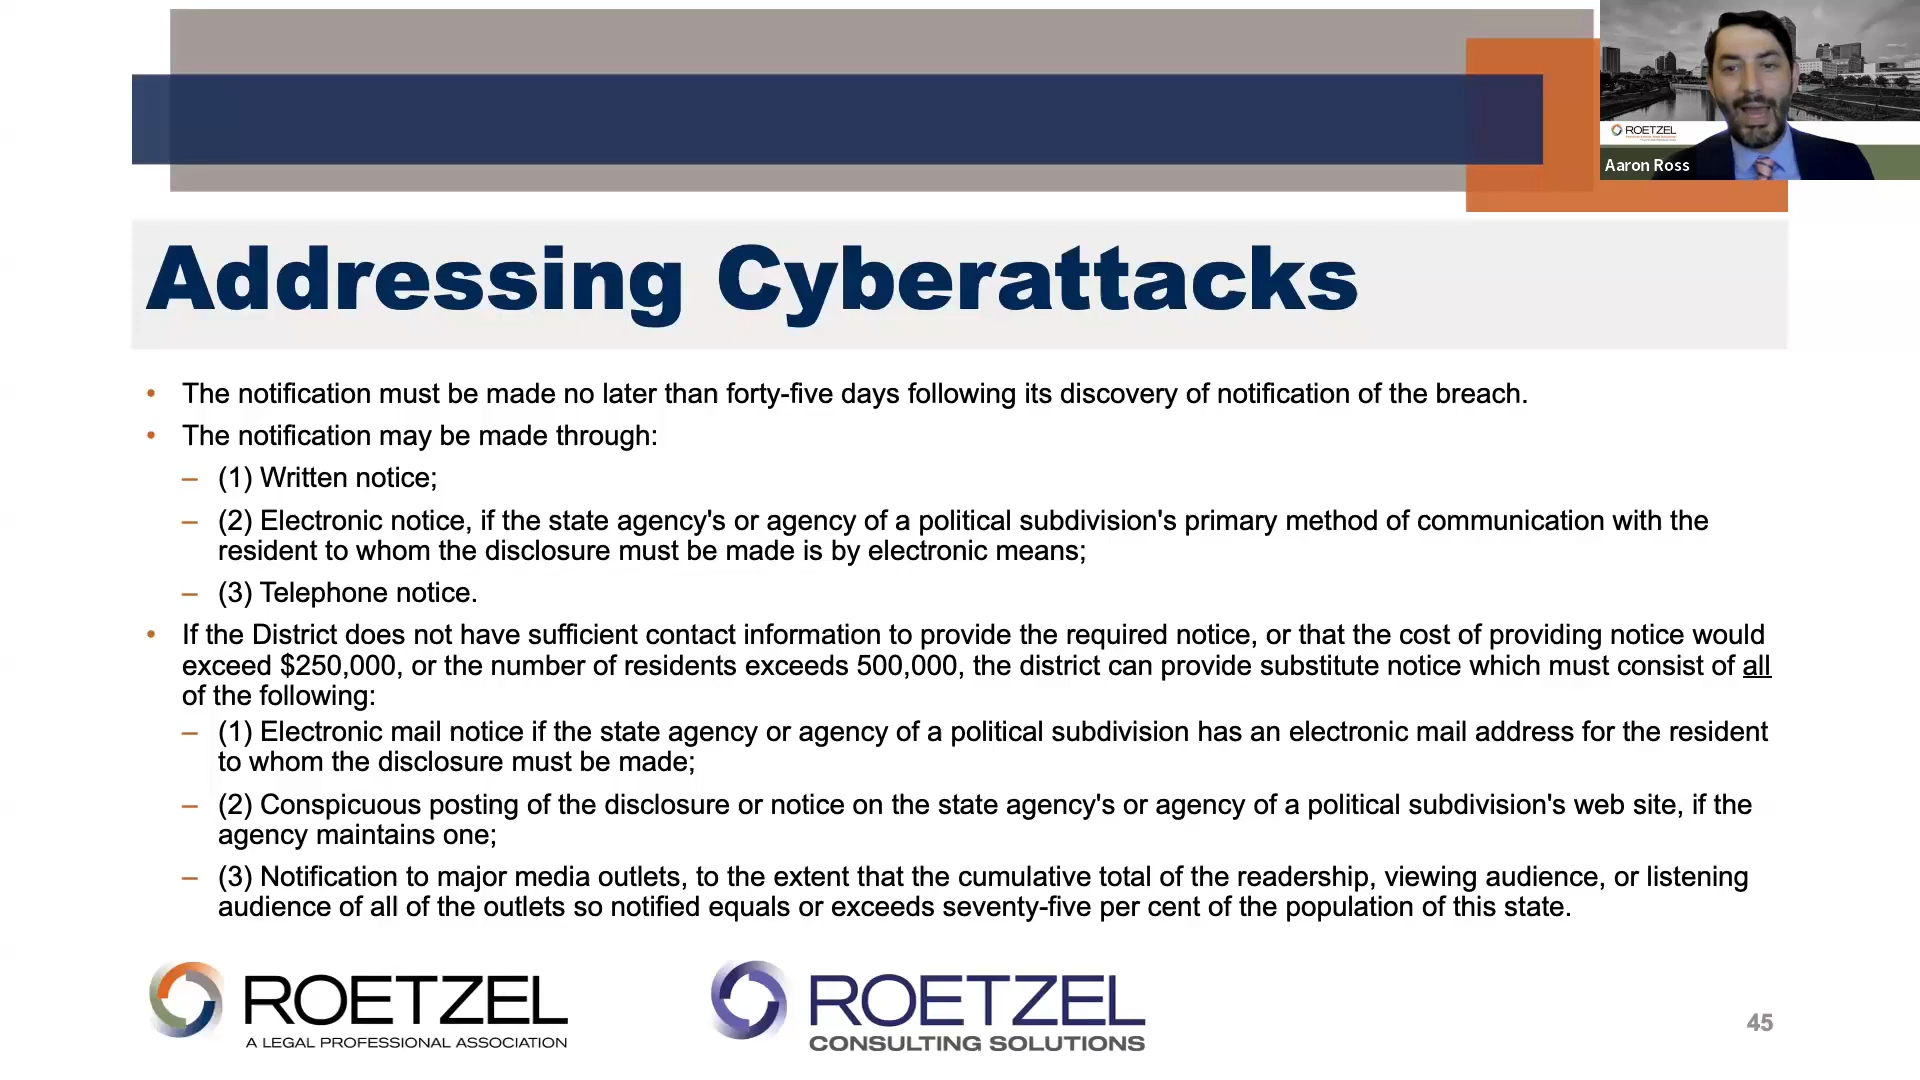 ROETZEL
Aaron Ross
Addressing Cyberattacks
• The notification must be made no later than forty-five days following its discovery of notification of the breach.
• The notification may be made through:
– (1) Written notice;
– (2) Electronic notice, if the state agency's or agency of a political subdivision's primary method of communication with the
resident to whom the disclosure must be made is by electronic means;
– (3) Telephone notice.
• If the District does not have sufficient contact information to provide the required notice, or that the cost of providing notice would
exceed $250,000, or the number of residents exceeds 500,000, the district can provide substitute notice which must consist of all
of the following:
– (1) Electronic mail notice if the state agency or agency of a political subdivision has an electronic mail address for the resident
to whom the disclosure must be made;
– (2) Conspicuous posting of the disclosure or notice on the state agency's or agency of a political subdivision's web site, if the
agency maintains one;
– (3) Notification to major media outlets, to the extent that the cumulative total of the readership, viewing audience, or listening
audience of all of the outlets so notified equals or exceeds seventy-five per cent of the population of this state.
ROETZEL
A LEGAL PROFESSIONAL ASSOCIATION
ROETZEL
CONSULTING SOLUTIONS
45